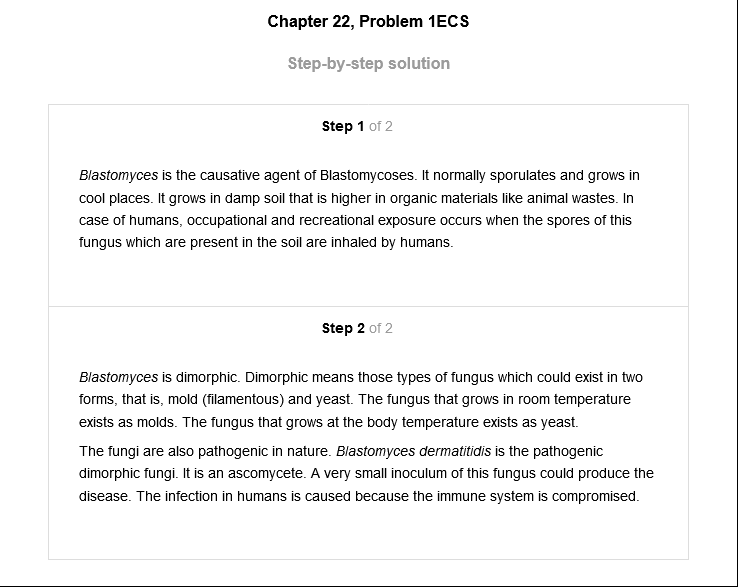 Chapter 22, Problem 1ECS
Step-by-step solution
Step 1 of 2
Blastomyces is the causative agent of Blastomycoses. It normally sporulates and grows in
cool places. It grows in damp soil that is higher in organic materials like animal wastes. In
case of humans, occupational and recreational exposure occurs when the spores of this
fungus which are present in the soil are inhaled by humans.
Step 2 of 2
Blastomyces is dimorphic. Dimorphic means those types of fungus which could exist in two
forms, that is, mold (filamentous) and yeast. The fungus that grows in room temperature
exists as molds. The fungus that grows at the body temperature exists as yeast.
The fungi are also pathogenic in nature. Blastomyces dermatitidis is the pathogenic
dimorphic fungi. It is an ascomycete. A very small inoculum of this fungus could produce the
disease. The infection in humans is caused because the immune system is compromised.